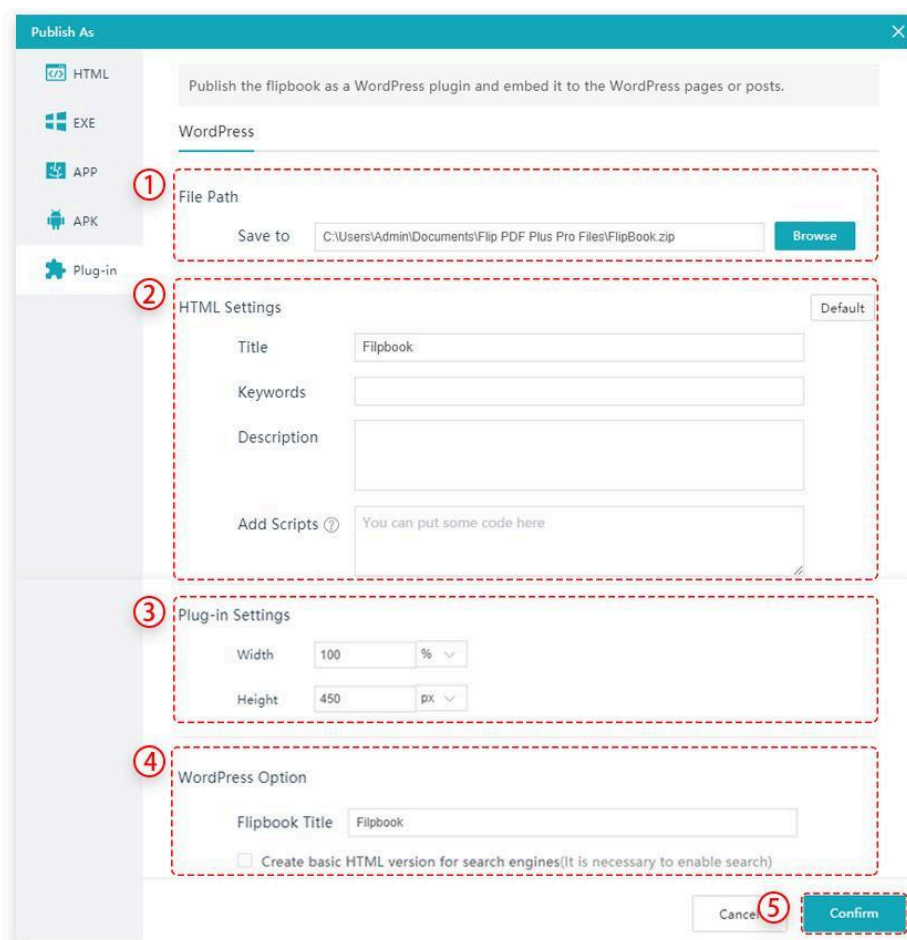 Publish As
HTML
EXE
APP
APK
Plug-in
Publish the flipbook as a WordPress plugin and embed it to the WordPress pages or posts.
WordPress
①
File Path
Save to C:\Users\Admin\Documents\Flip PDF Plus Pro Files\FlipBook.zip Browse
②
HTML Settings Default
Title Filpbook
Keywords
Description
Add Scripts ? You can put some code here
③
Plug-in Settings
Width 100 %
Height 450 px
④
WordPress Option
Flipbook Title Filpbook
Create basic HTML version for search engines(It is necessary to enable search)
Cancel ⑤ Confirm